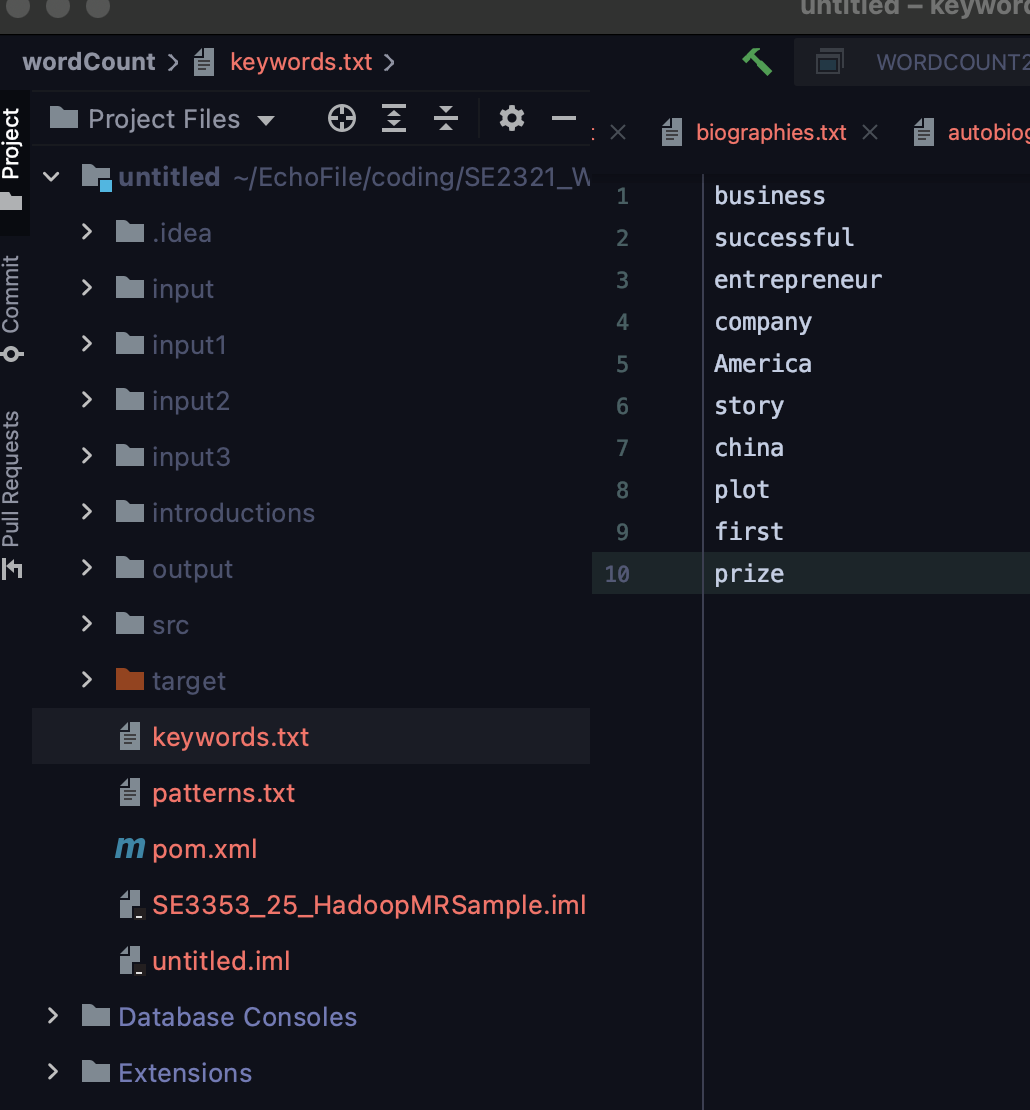 untitled – keyword
wordCount > keywords.txt >
WORDCOUNT2
Project Files
biographies.txt
autobiog
Project
Commit
Pull Requests
untitled ~/EchoFile/coding/SE2321_W
.idea
input
input1
input2
input3
introductions
output
src
target
keywords.txt
patterns.txt
pom.xml
SE3353_25_HadoopMRSample.iml
untitled.iml
Database Consoles
Extensions
1 business
2 successful
3 entrepreneur
4 company
5 America
6 story
7 china
8 plot
9 first
10 prize